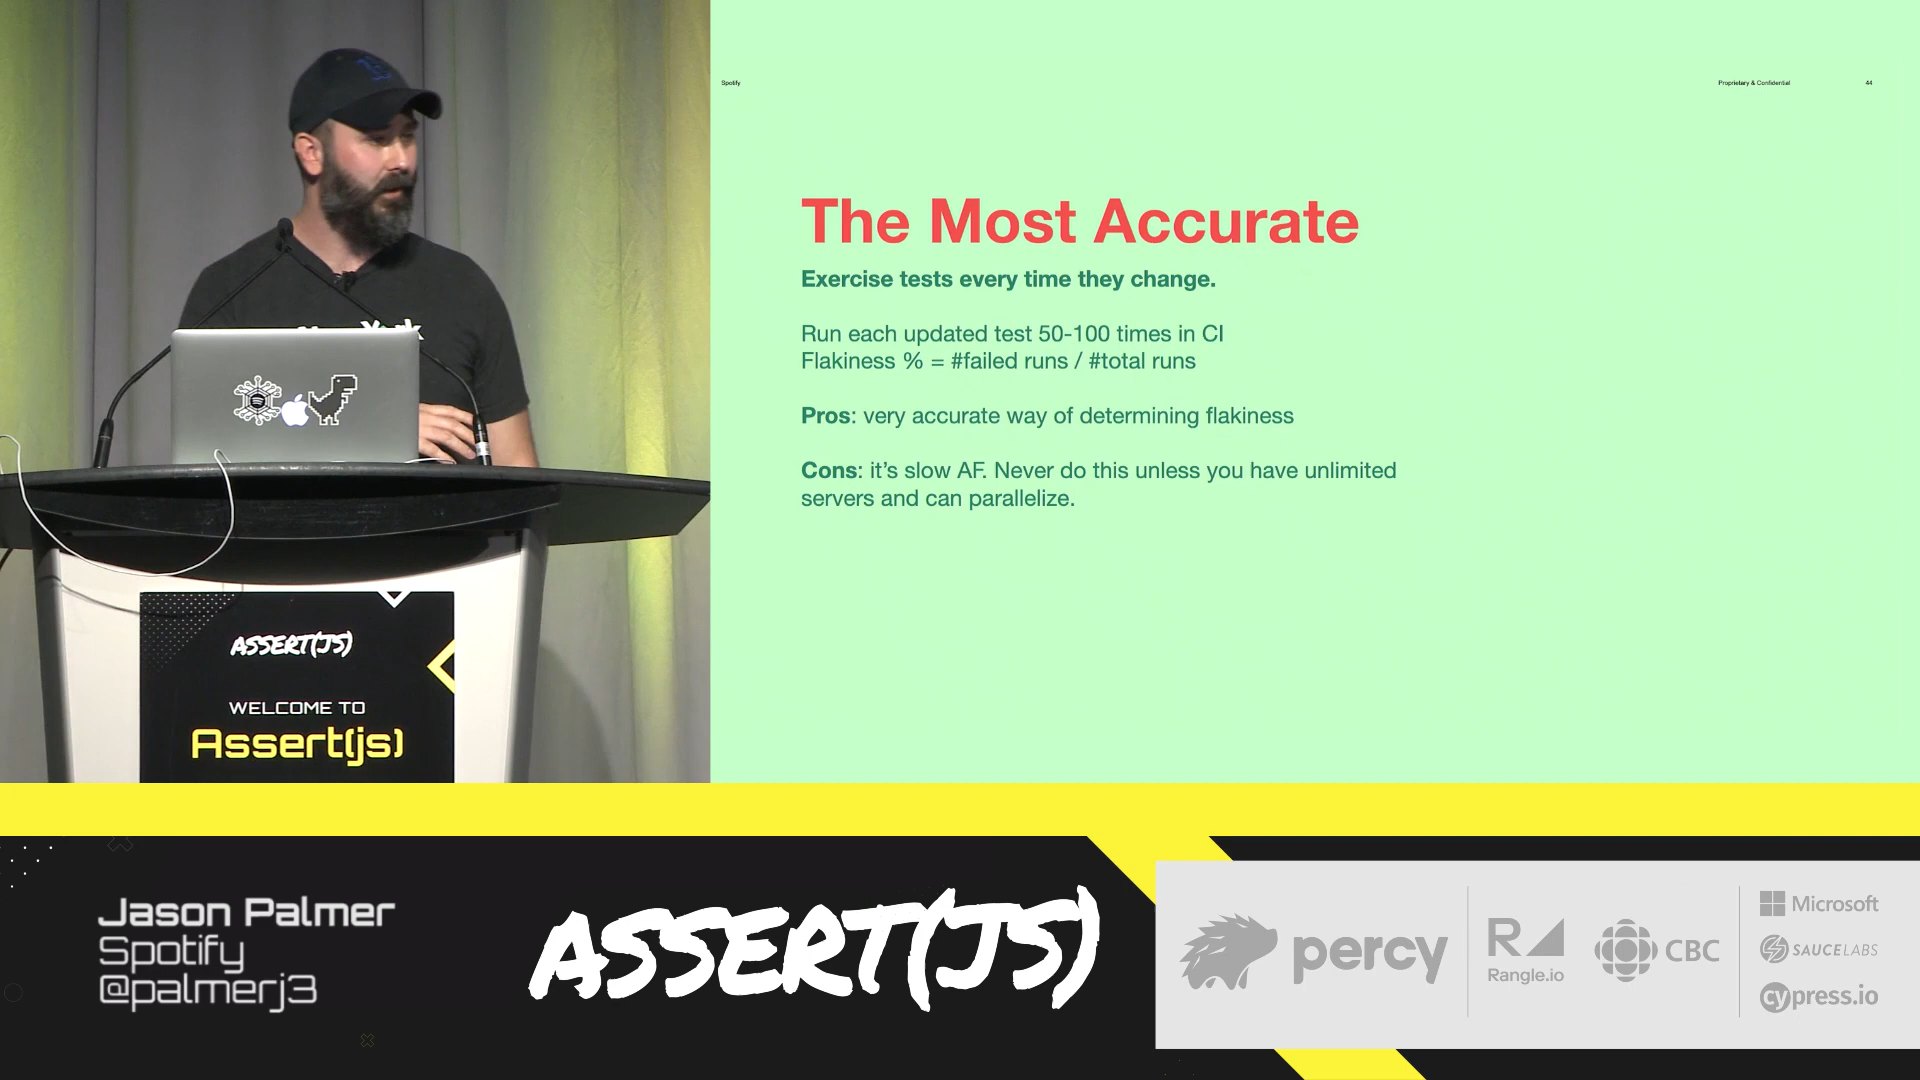 Spotify
Proprietary & Confidential
44
The Most Accurate
Exercise tests every time they change.
Run each updated test 50-100 times in CI
Flakiness % = #failed runs / #total runs
Pros: very accurate way of determining flakiness
Cons: it’s slow AF. Never do this unless you have unlimited
servers and can parallelize.
ASSERT(JS)
WELCOME TO
Assert(js)
Jason Palmer
Spotify
@palmerj3
ASSERT(JS)
percy
R
Rangle.io
CBC
Microsoft
SAUCELABS
cypress.io